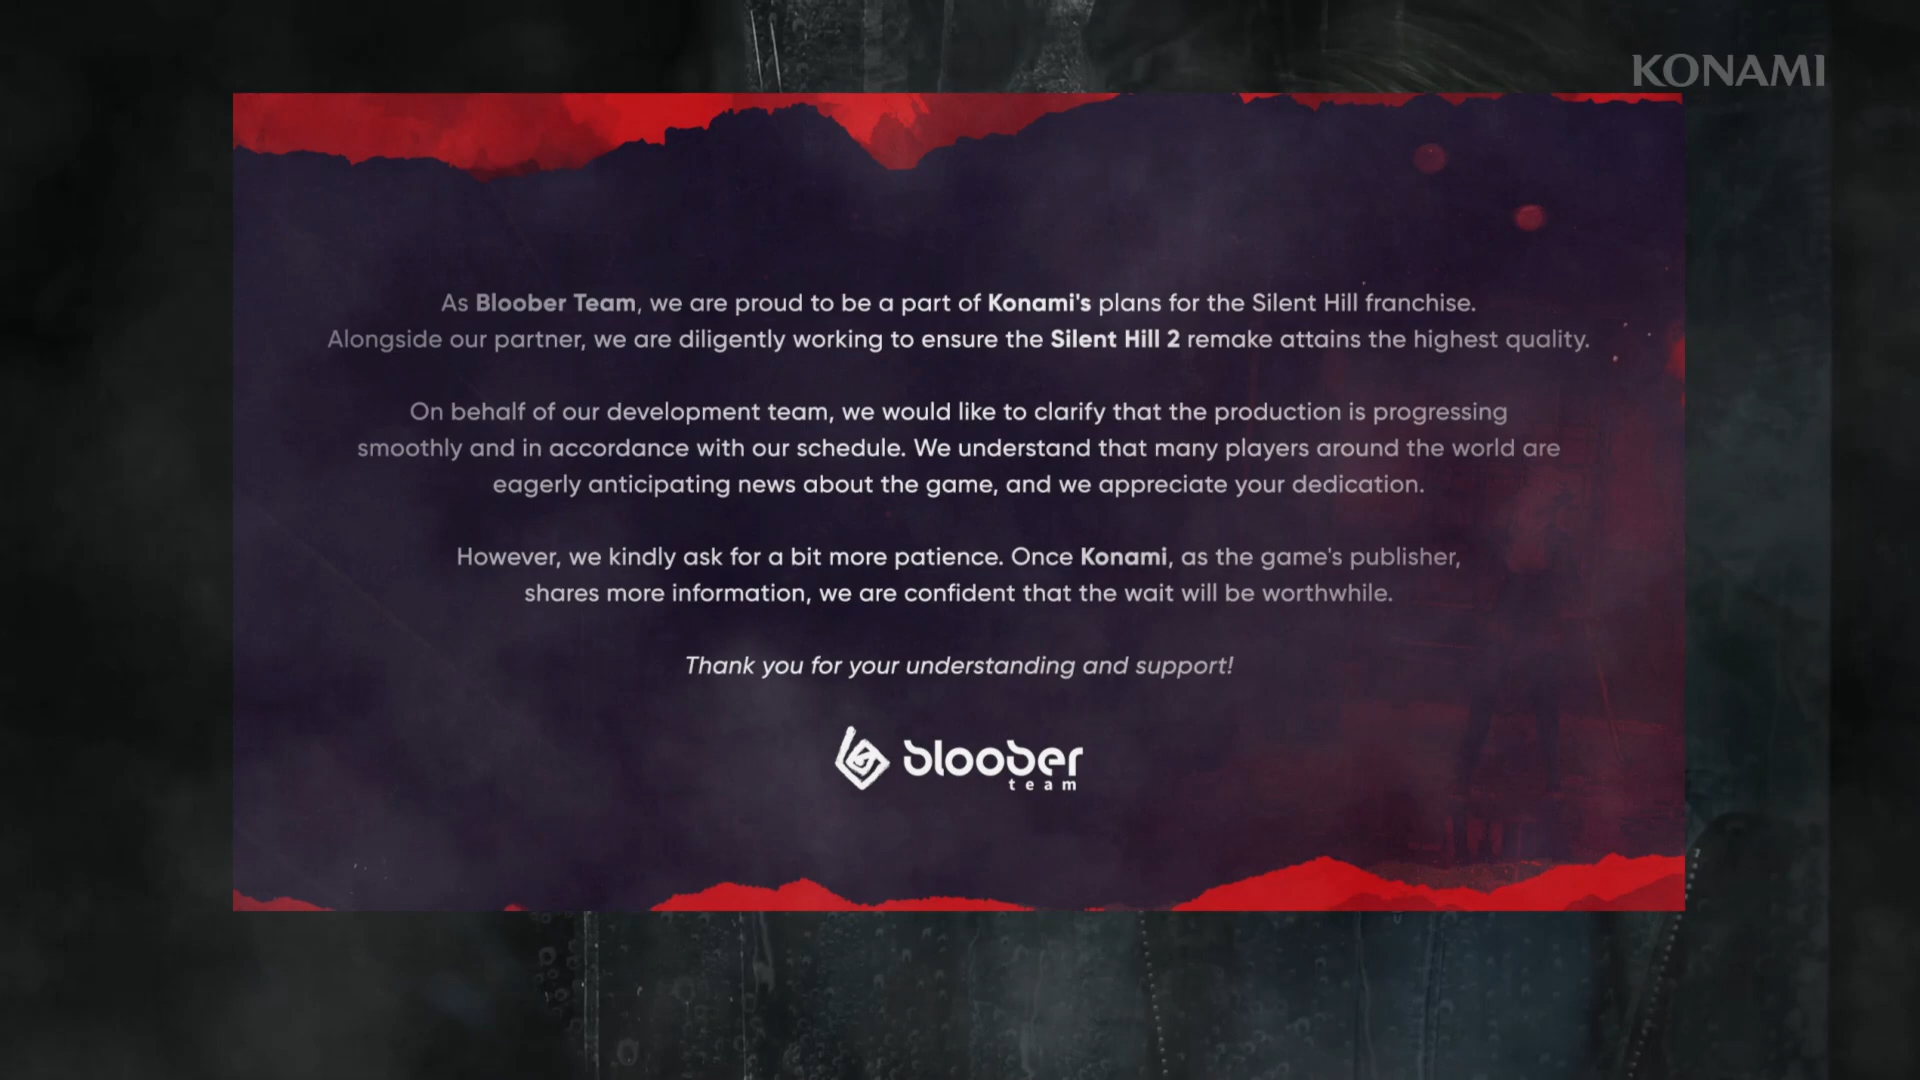 KONAMI
As Bloober Team, we are proud to be a part of Konami's plans for the Silent Hill franchise.
Alongside our partner, we are diligently working to ensure the Silent Hill 2 remake attains the highest quality.
On behalf of our development team, we would like to clarify that the production is progressing
smoothly and in accordance with our schedule. We understand that many players around the world are
eagerly anticipating news about the game, and we appreciate your dedication.
However, we kindly ask for a bit more patience. Once Konami, as the game's publisher,
shares more information, we are confident that the wait will be worthwhile.
Thank you for your understanding and support!
bloober
team